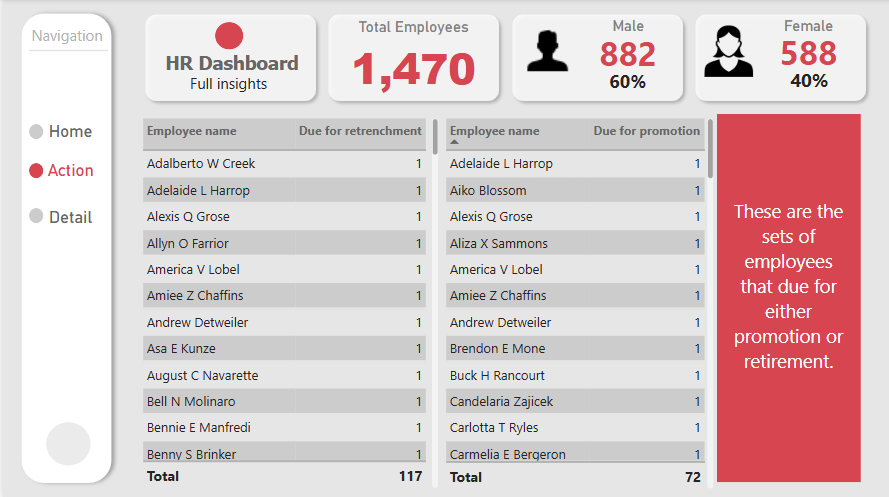 Navigation
Home
Action
Detail
HR Dashboard
Full insights
Total Employees
1,470
Male
882
60%
Female
588
40%
Employee name Due for retrenchment
Adalberto W Creek 1
Adelaide L Harrop 1
Alexis Q Grose 1
Allyn O Farrior 1
America V Lobel 1
Amiee Z Chaffins 1
Andrew Detweiler 1
Asa E Kunze 1
August C Navarette 1
Bell N Molinaro 1
Bennie E Manfredi 1
Benny S Brinker 1
Total 117
Employee name Due for promotion
Adelaide L Harrop 1
Aiko Blossom 1
Alexis Q Grose 1
Aliza X Sammons 1
America V Lobel 1
Amiee Z Chaffins 1
Andrew Detweiler 1
Brendon E Mone 1
Buck H Rancourt 1
Candelaria Zajicek 1
Carlotta T Ryles 1
Carmelia E Bergeron 1
Total 72
These are the
sets of
employees
that due for
either
promotion or
retirement.